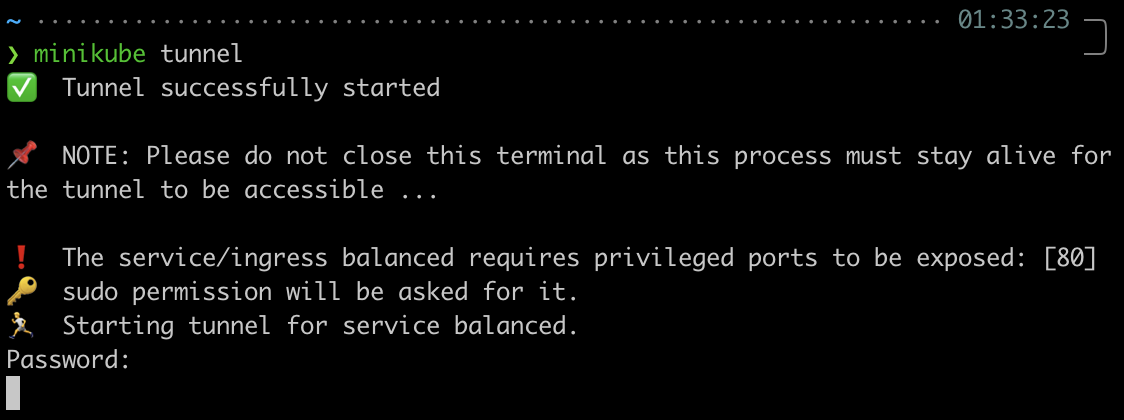 ~ ································································· 01:33:23
❯ minikube tunnel
✅ Tunnel successfully started
📌 NOTE: Please do not close this terminal as this process must stay alive for
the tunnel to be accessible ...
❗ The service/ingress balanced requires privileged ports to be exposed: [80]
🔑 sudo permission will be asked for it.
🏃 Starting tunnel for service balanced.
Password: